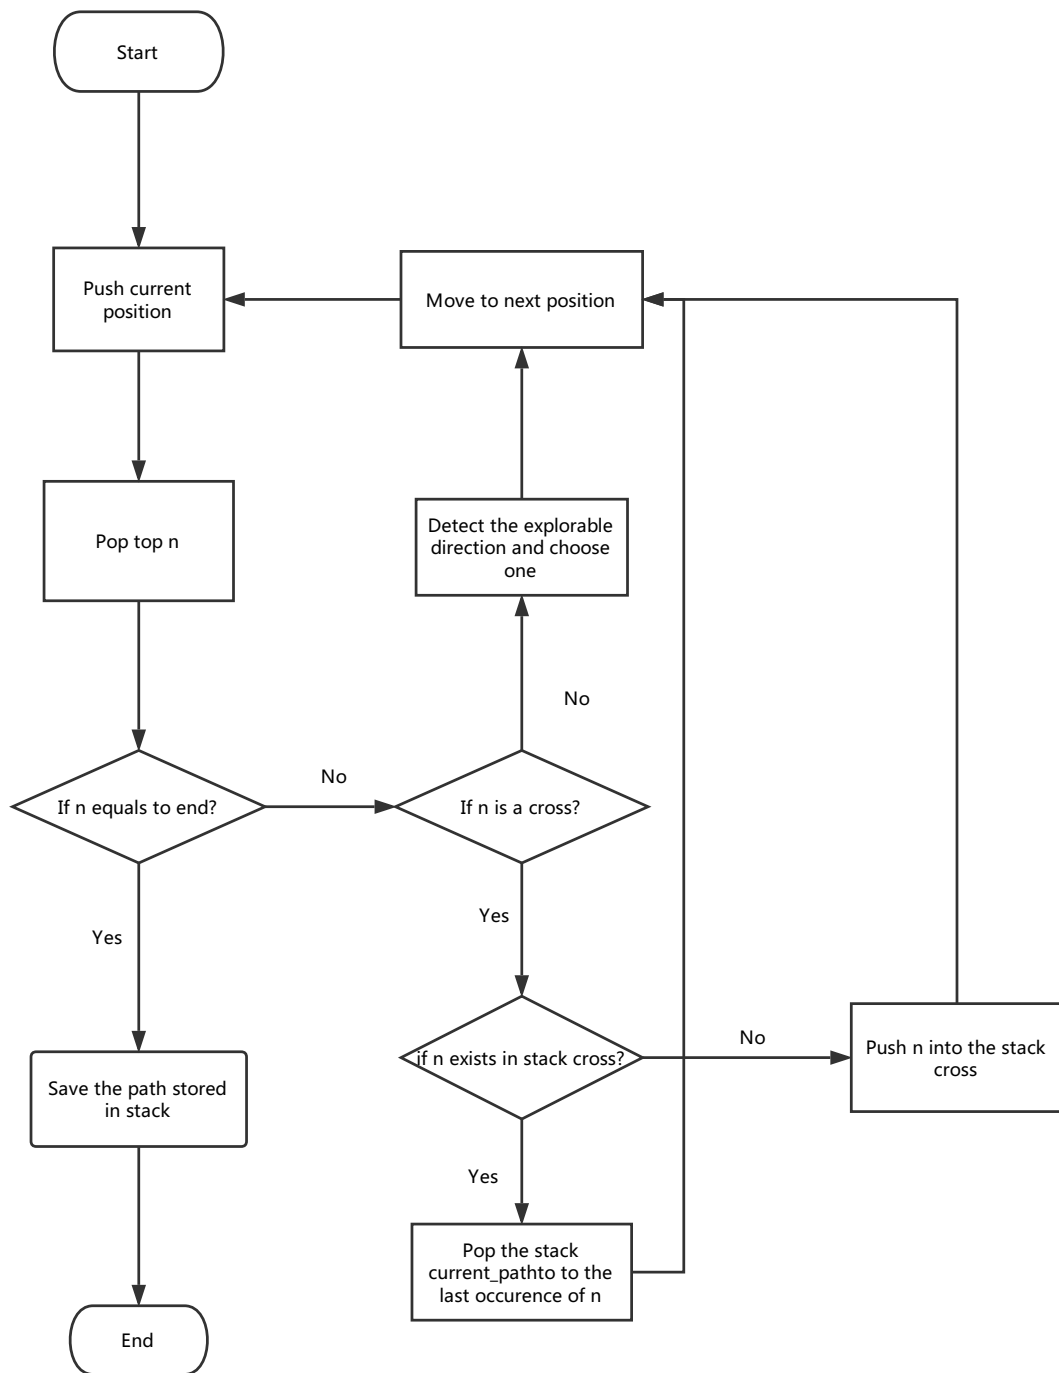 Start
Push current
position
Move to next position
Pop top n
Detect the explorable
direction and choose
one
No
If n equals to end?
No
If n is a cross?
Yes
Yes
if n exists in stack cross?
No
Push n into the stack
cross
Save the path stored
in stack
Yes
Pop the stack
current_pathto to the
last occurence of n
End